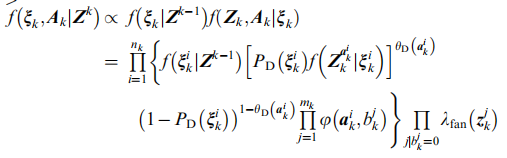 f(ξ_k, A_k|Z^k) ∝ f(ξ_k|Z^{k−1}) f(Z_k, A_k|ξ_k)
= ∏_{i=1}^{n_k} { f(ξ_k^i|Z^{k−1}) [P_D(ξ_k^i) f(Z_k^{a_k^i}|ξ_k^i)]^{θ_D(a_k^i)}
(1 − P_D(ξ_k^i))^{1−θ_D(a_k^i)} ∏_{j=1}^{m_k} φ(a_k^i, b_k^j) } ∏_{j|b_k^j=0} λ_fan(z_k^j)